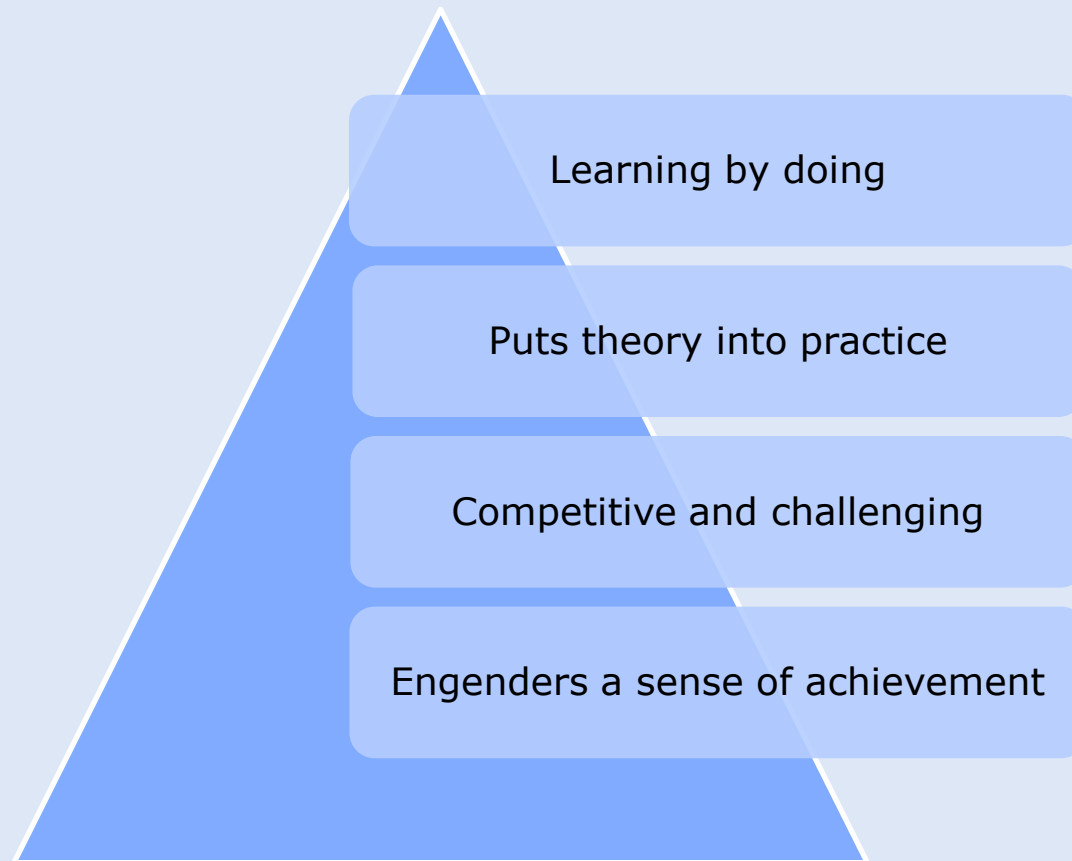 Learning by doing
Puts theory into practice
Competitive and challenging
Engenders a sense of achievement